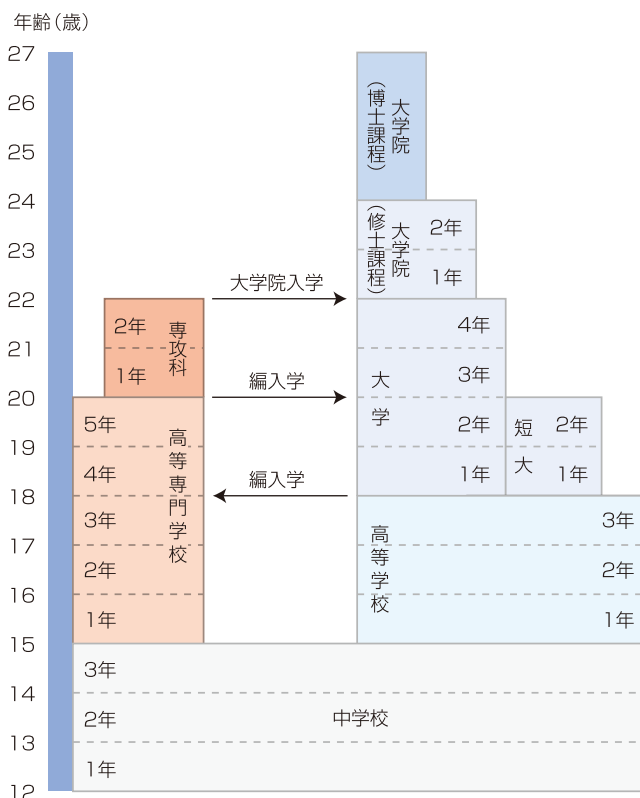 年齢（歳）
27
26
25
24
23
22
21
20
19
18
17
16
15
14
13
12
大学院
（博士課程）
大学院
（修士課程）
2年
1年
大学院入学
編入学
編入学
専攻科
2年
1年
高等専門学校
5年
4年
3年
2年
1年
大学
4年
3年
2年
1年
短大
2年
1年
高等学校
3年
2年
1年
中学校
3年
2年
1年